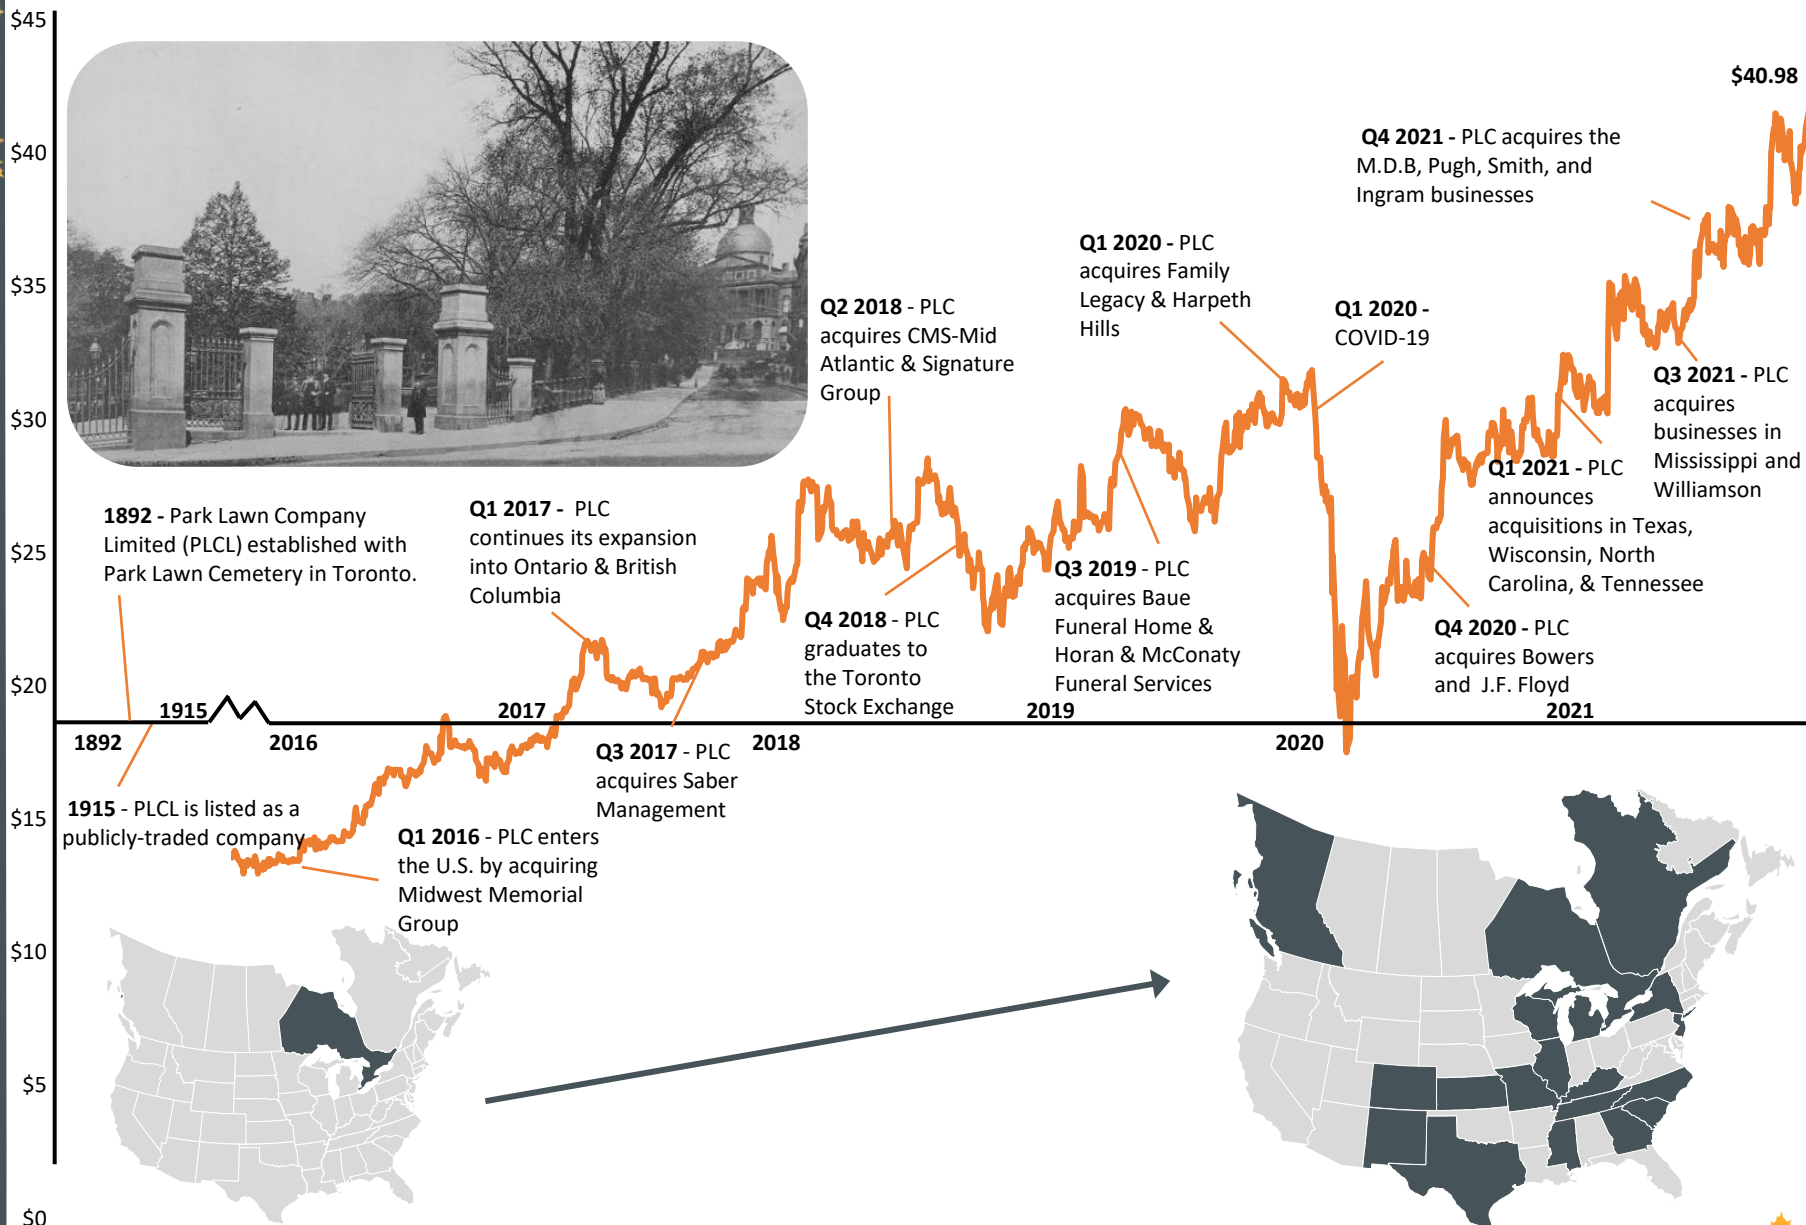 $45
$40
$35
$30
$25
$20
$15
$10
$5
$0
$40.98
Q4 2021 - PLC acquires the
M.D.B, Pugh, Smith, and
Ingram businesses
Q1 2020 - PLC
acquires Family
Legacy & Harpeth
Hills
Q1 2020 -
COVID-19
Q2 2018 - PLC
acquires CMS-Mid
Atlantic & Signature
Group
Q3 2021 - PLC
acquires
businesses in
Mississippi and
Williamson
Q1 2021 - PLC
announces
acquisitions in Texas,
Wisconsin, North
Carolina, & Tennessee
1892 - Park Lawn Company
Limited (PLCL) established with
Park Lawn Cemetery in Toronto.
Q1 2017 - PLC
continues its expansion
into Ontario & British
Columbia
Q4 2018 - PLC
graduates to
the Toronto
Stock Exchange
Q3 2019 - PLC
acquires Baue
Funeral Home &
Horan & McConaty
Funeral Services
Q4 2020 - PLC
acquires Bowers
and J.F. Floyd
1915
2017
2019
2021
1892
2016
2018
2020
Q3 2017 - PLC
acquires Saber
Management
1915 - PLCL is listed as a
publicly-traded company
Q1 2016 - PLC enters
the U.S. by acquiring
Midwest Memorial
Group